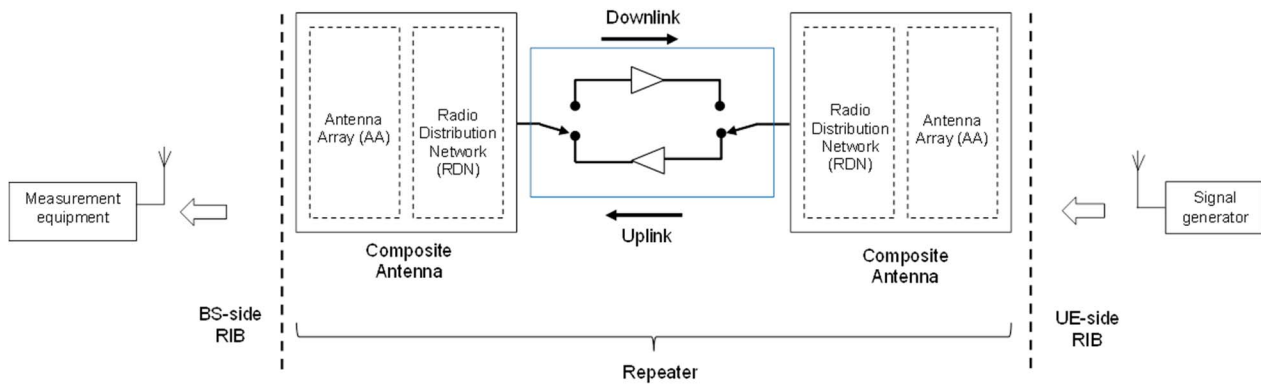 Downlink
Antenna
Array (AA)
Radio
Distribution
Network
(RDN)
Radio
Distribution
Network
(RDN)
Antenna
Array (AA)
Measurement
equipment
Signal
generator
Uplink
Composite
Antenna
Composite
Antenna
BS-side
RIB
UE-side
RIB
Repeater